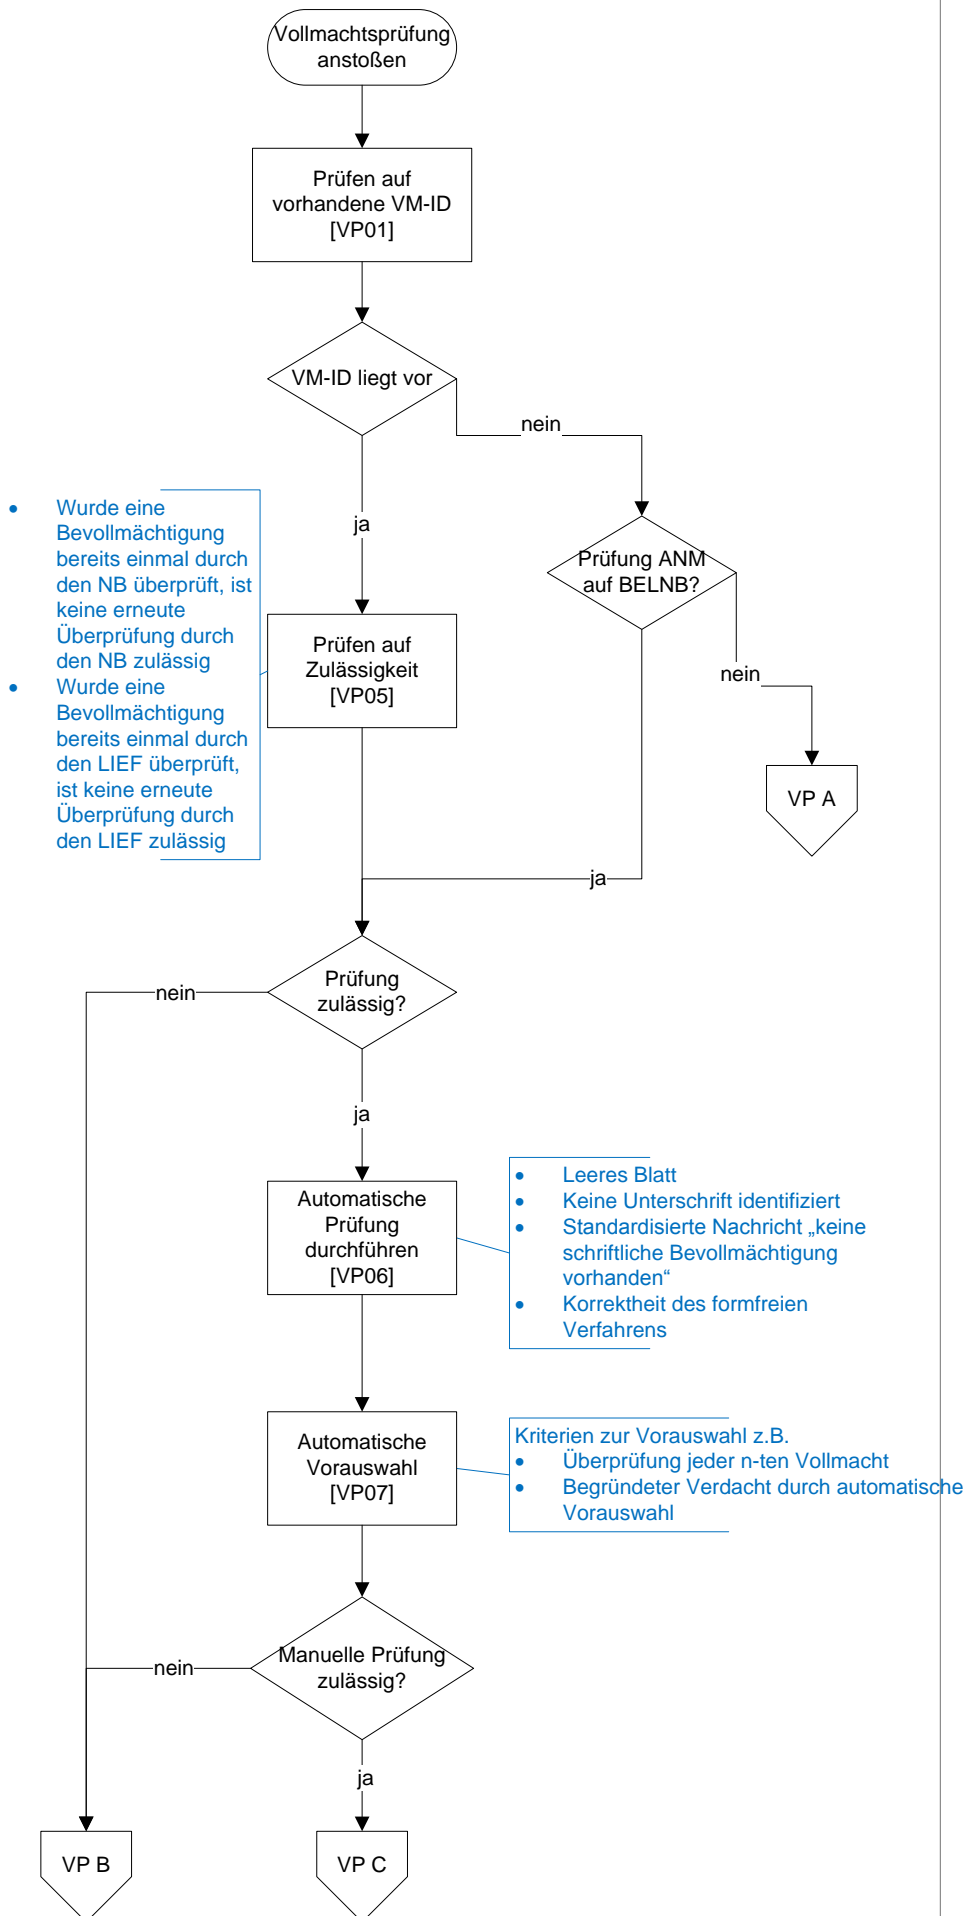 Vollmachtsprüfung
anstoßen
Prüfen auf
vorhandene VM-ID
[VP01]
VM-ID liegt vor
nein
ja
Prüfung ANM
auf BELNB?
• Wurde eine
Bevollmächtigung
bereits einmal durch
den NB überprüft, ist
keine erneute
Überprüfung durch
den NB zulässig
• Wurde eine
Bevollmächtigung
bereits einmal durch
den LIEF überprüft,
ist keine erneute
Überprüfung durch
den LIEF zulässig
Prüfen auf
Zulässigkeit
[VP05]
nein
VP A
ja
Prüfung
zulässig?
nein
ja
Automatische
Prüfung
durchführen
[VP06]
• Leeres Blatt
• Keine Unterschrift identifiziert
• Standardisierte Nachricht „keine
schriftliche Bevollmächtigung
vorhanden“
• Korrektheit des formfreien
Verfahrens
Automatische
Vorauswahl
[VP07]
Kriterien zur Vorauswahl z.B.
• Überprüfung jeder n-ten Vollmacht
• Begründeter Verdacht durch automatische
Vorauswahl
Manuelle Prüfung
zulässig?
nein
ja
VP B
VP C